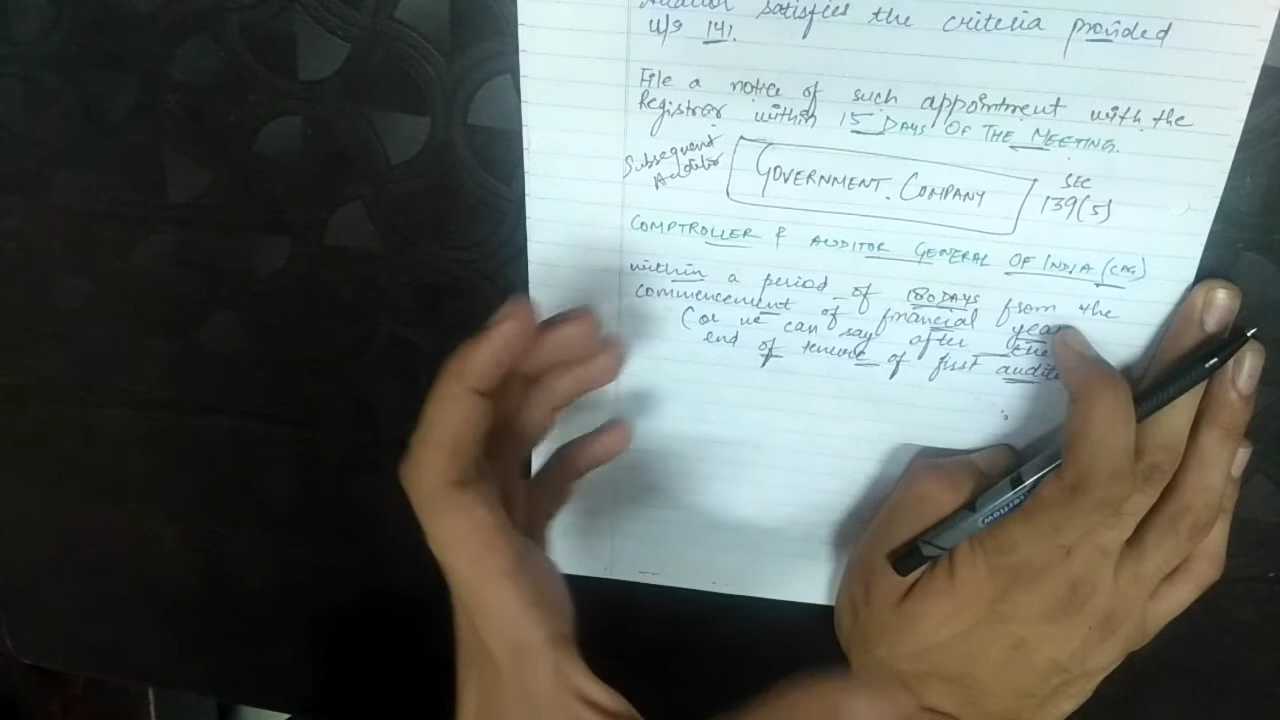 Auditor satisfies the criteria provided
u/s 141.
File a notice of such appointment with the
Registrar within 15 DAYS OF THE MEETING.
Subsequent
Auditor
GOVERNMENT COMPANY
SEC
139(5)
COMPTROLLER & AUDITOR GENERAL OF INDIA (CAG)
within a period of 180 DAYS from the
commencement of financial year
(or we can say after the
end of tenure of first audit